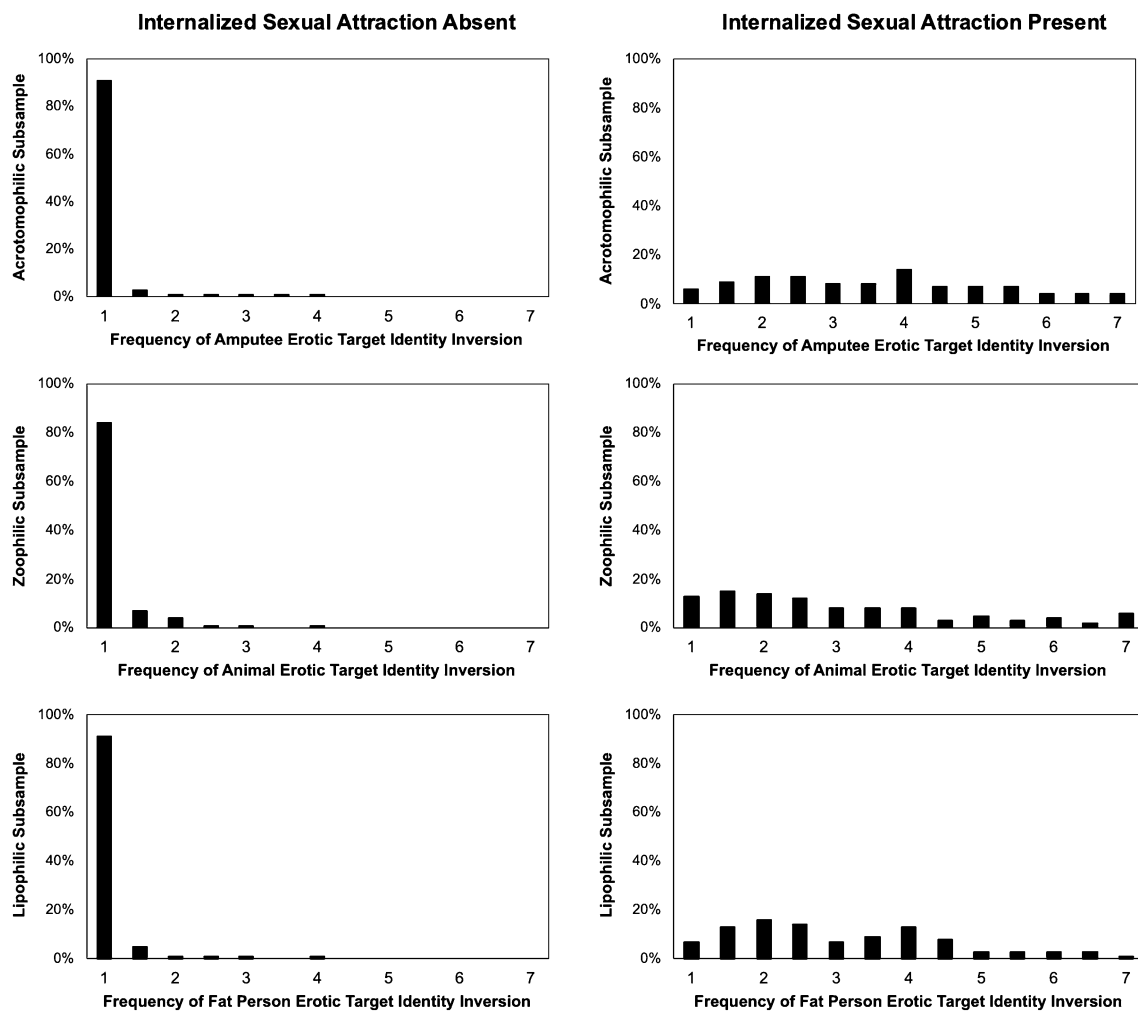 Internalized Sexual Attraction Absent
Internalized Sexual Attraction Present
Acrotomophilic Subsample
100%
80%
60%
40%
20%
0%
1 2 3 4 5 6 7
Frequency of Amputee Erotic Target Identity Inversion
Acrotomophilic Subsample
100%
80%
60%
40%
20%
0%
1 2 3 4 5 6 7
Frequency of Amputee Erotic Target Identity Inversion
Zoophilic Subsample
100%
80%
60%
40%
20%
0%
1 2 3 4 5 6 7
Frequency of Animal Erotic Target Identity Inversion
Zoophilic Subsample
100%
80%
60%
40%
20%
0%
1 2 3 4 5 6 7
Frequency of Animal Erotic Target Identity Inversion
Lipophilic Subsample
100%
80%
60%
40%
20%
0%
1 2 3 4 5 6 7
Frequency of Fat Person Erotic Target Identity Inversion
Lipophilic Subsample
100%
80%
60%
40%
20%
0%
1 2 3 4 5 6 7
Frequency of Fat Person Erotic Target Identity Inversion